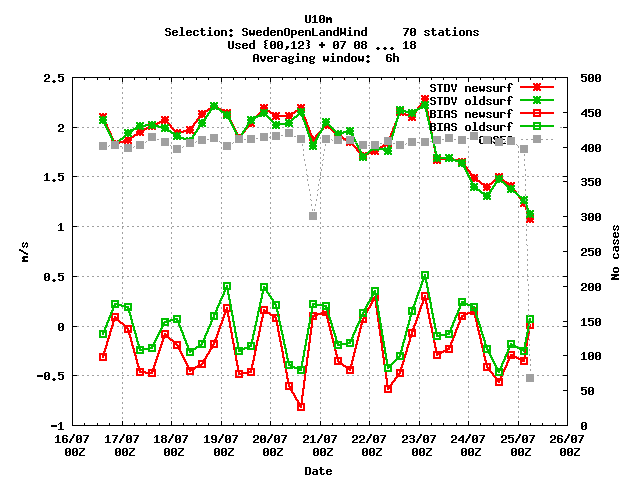 U10m
Selection: SwedenOpenLandWind 70 stations
Used {00,12} + 07 08 ... 18
Averaging window: 6h
STDV newsurf
STDV oldsurf
BIAS newsurf
BIAS oldsurf
2.5
2
1.5
1
0.5
0
-0.5
-1
m/s
500
450
400
350
300
250
200
150
100
50
0
No cases
16/07 17/07 18/07 19/07 20/07 21/07 22/07 23/07 24/07 25/07 26/07
00Z 00Z 00Z 00Z 00Z 00Z 00Z 00Z 00Z 00Z 00Z
Date